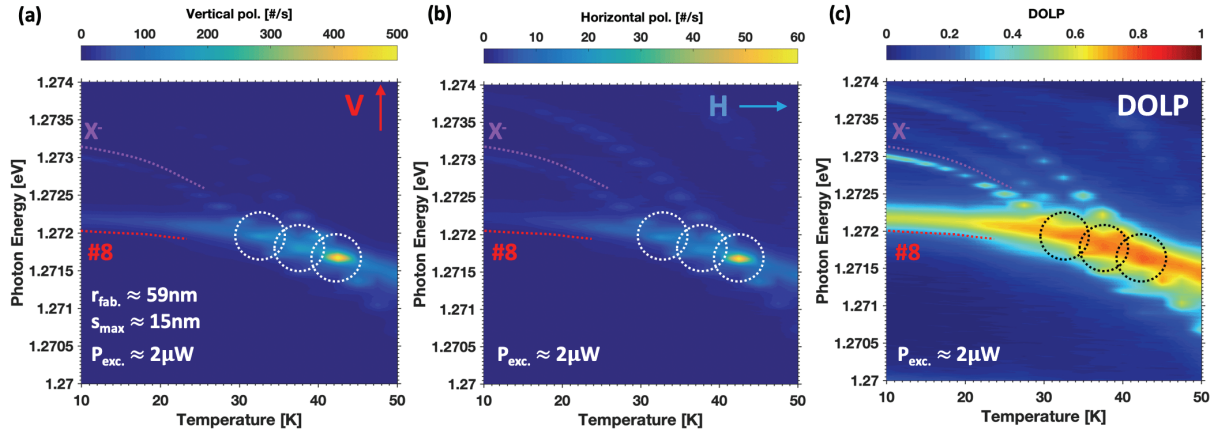 (a)
Vertical pol. [#/s]
0 100 200 300 400 500
1.274
1.2735
1.273
1.2725
1.272
1.2715
1.271
1.2705
1.27
Photon Energy [eV]
V
X-
#8
r fab. ≈ 59nm
s max ≈ 15nm
P exc. ≈ 2μW
10 20 30 40 50
Temperature [K]
(b)
Horizontal pol. [#/s]
0 10 20 30 40 50 60
1.274
1.2735
1.273
1.2725
1.272
1.2715
1.271
1.2705
1.27
Photon Energy [eV]
H
X-
#8
P exc. ≈ 2μW
10 20 30 40 50
Temperature [K]
(c)
DOLP
0 0.2 0.4 0.6 0.8 1
1.274
1.2735
1.273
1.2725
1.272
1.2715
1.271
1.2705
1.27
Photon Energy [eV]
DOLP
X-
#8
P exc. ≈ 2μW
10 20 30 40 50
Temperature [K]